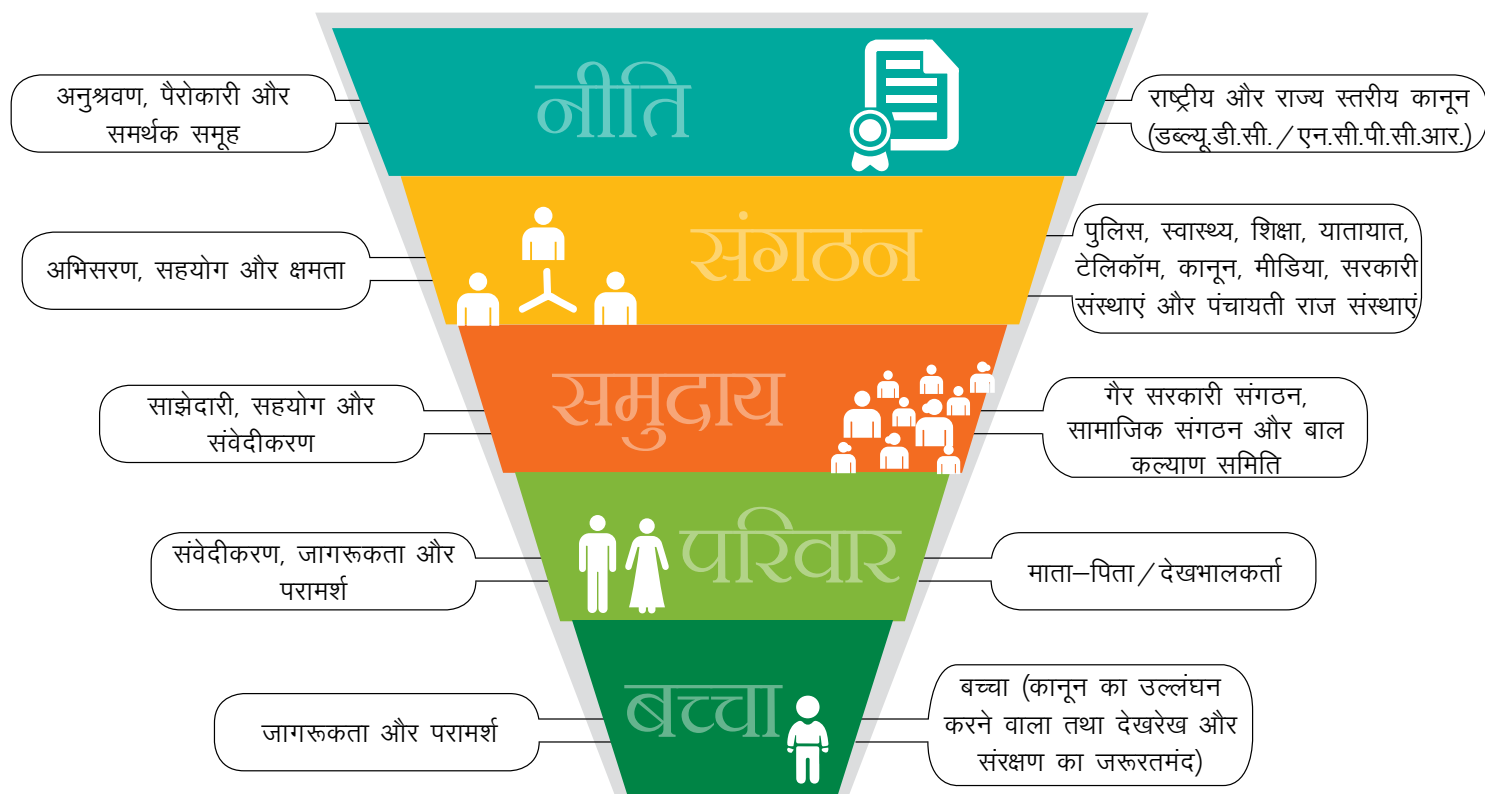 नीति
अनुश्रवण, पैरोकारी और
समर्थक समूह
राष्ट्रीय और राज्य स्तरीय कानून
(डब्ल्यू.डी.सी. / एन.सी.पी.सी.आर.)
संगठन
अभिसरण, सहयोग और क्षमता
पुलिस, स्वास्थ्य, शिक्षा, यातायात,
टेलिकॉम, कानून, मीडिया, सरकारी
संस्थाएं और पंचायती राज संस्थाएं
समुदाय
साझेदारी, सहयोग और
संवेदीकरण
गैर सरकारी संगठन,
सामाजिक संगठन और बाल
कल्याण समिति
परिवार
संवेदीकरण, जागरूकता और
परामर्श
माता–पिता / देखभालकर्ता
बच्चा
जागरूकता और परामर्श
बच्चा (कानून का उल्लंघन
करने वाला तथा देखरेख और
संरक्षण का जरूरतमंद)